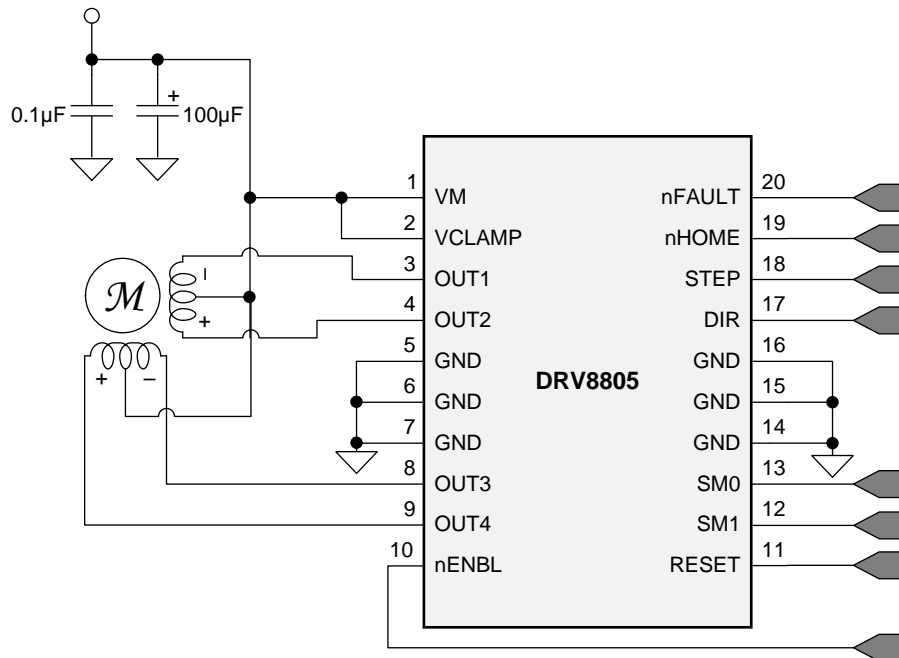 0.1µF
+
100µF
1
VM
nFAULT
20
2
VCLAMP
nHOME
19
3
OUT1
STEP
18
4
OUT2
DIR
17
5
GND
GND
16
6
GND
GND
15
7
GND
GND
14
8
OUT3
SM0
13
9
OUT4
SM1
12
10
nENBL
RESET
11
DRV8805
M
–
+
+
–